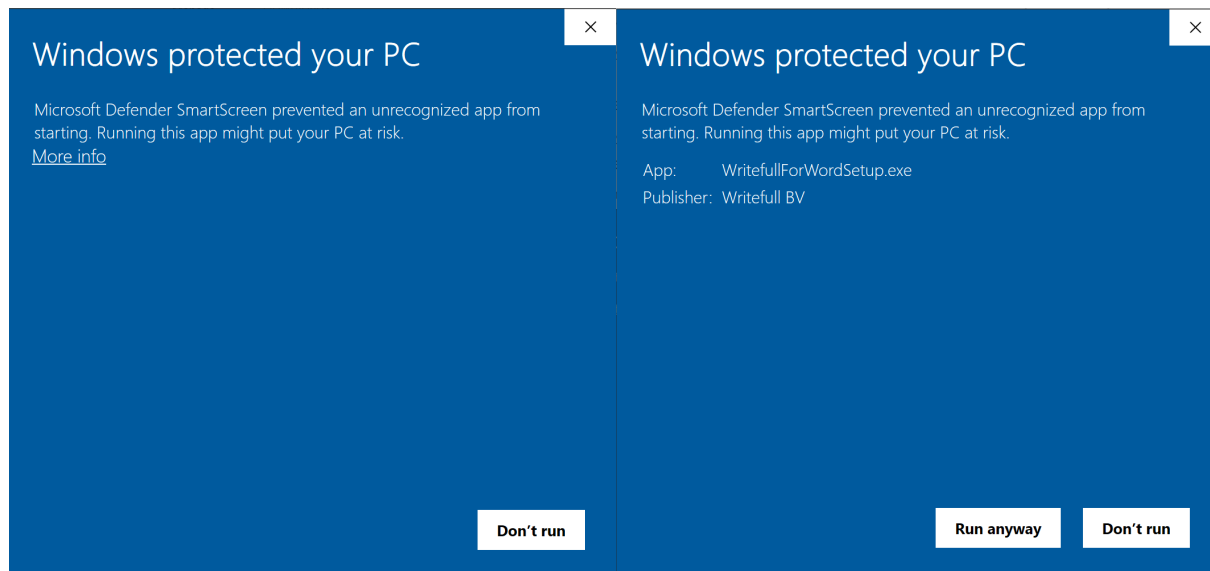 Windows protected your PC
Microsoft Defender SmartScreen prevented an unrecognized app from
starting. Running this app might put your PC at risk.
More info
Don't run
Windows protected your PC
Microsoft Defender SmartScreen prevented an unrecognized app from
starting. Running this app might put your PC at risk.
App: WritefullForWordSetup.exe
Publisher: Writefull BV
Run anyway Don't run